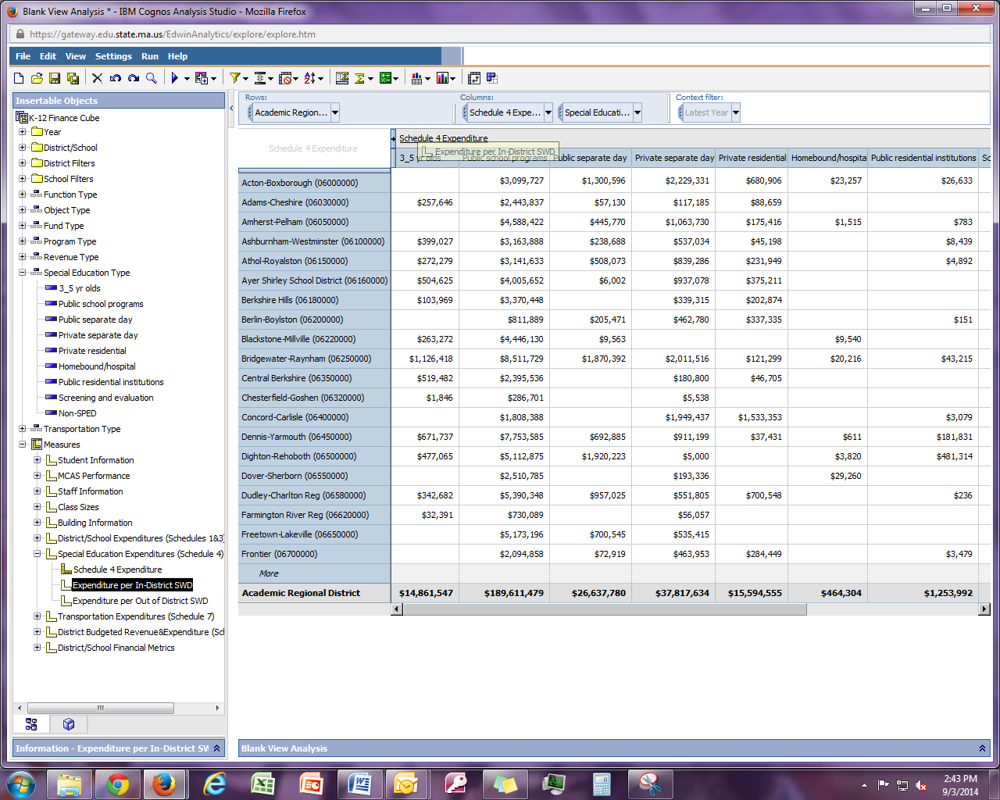 Blank View Analysis * - IBM Cognos Analysis Studio - Mozilla Firefox
https://gateway.edu.state.ma.us/EdwinAnalytics/explore/explore.htm
File Edit View Settings Run Help
Insertable Objects
K-12 Finance Cube
Year
District/School
District Filters
School Filters
Function Type
Object Type
Fund Type
Program Type
Revenue Type
Special Education Type
3_5 yr olds
Public school programs
Public separate day
Private separate day
Private residential
Homebound/hospital
Public residential institutions
Screening and evaluation
Non-SPED
Transportation Type
Measures
Student Information
MCAS Performance
Staff Information
Class Sizes
Building Information
District/School Expenditures (Schedules 1&3)
Special Education Expenditures (Schedule 4)
Schedule 4 Expenditure
Expenditure per In-District SWD
Expenditure per Out of District SWD
Transportation Expenditures (Schedule 7)
District Budgeted Revenue&Expenditure (Scl
District/School Financial Metrics
Information - Expenditure per In-District SW
Rows: Columns: Context filter:
Academic Region... Schedule 4 Expe... Special Educati... Latest Year
Schedule 4 Expenditure
Schedule 4 Expenditure
Expenditure per In-District SWD
3_5 yr olds Public school programs Public separate day Private separate day Private residential Homebound/hospita Public residential institutions Sc
Acton-Boxborough (06000000) $3,099,727 $1,300,596 $2,229,331 $680,906 $23,257 $26,633
Adams-Cheshire (06030000) $257,646 $2,443,837 $57,130 $117,185 $88,659
Amherst-Pelham (06050000) $4,588,422 $445,770 $1,063,730 $175,416 $1,515 $783
Ashburnham-Westminster (06100000) $399,027 $3,163,888 $238,688 $537,034 $45,198 $8,439
Athol-Royalston (06150000) $272,279 $3,141,633 $508,073 $839,286 $231,949 $4,892
Ayer Shirley School District (06160000) $504,625 $4,005,652 $6,002 $937,078 $375,211
Berkshire Hills (06180000) $103,969 $3,370,448 $339,315 $202,874
Berlin-Boylston (06200000) $811,889 $205,471 $462,780 $337,335 $151
Blackstone-Millville (06220000) $263,272 $4,446,130 $9,563 $9,540
Bridgewater-Raynham (06250000) $1,126,418 $8,511,729 $1,870,392 $2,011,516 $121,299 $20,216 $43,215
Central Berkshire (06350000) $519,482 $2,395,536 $180,800 $46,705
Chesterfield-Goshen (06320000) $1,846 $286,701 $5,538
Concord-Carlisle (06400000) $1,808,388 $1,949,437 $1,533,353 $3,079
Dennis-Yarmouth (06450000) $671,737 $7,753,585 $692,885 $911,199 $37,431 $611 $181,831
Dighton-Rehoboth (06500000) $477,065 $5,112,875 $1,920,223 $5,000 $3,820 $481,314
Dover-Sherborn (06550000) $2,510,785 $193,336 $29,260
Dudley-Charlton Reg (06580000) $342,682 $5,390,348 $957,025 $551,805 $700,548 $236
Farmington River Reg (06620000) $32,391 $730,089 $56,057
Freetown-Lakeville (06650000) $5,173,196 $700,545 $535,415
Frontier (06700000) $2,094,858 $72,919 $463,953 $284,449 $3,479
More
Academic Regional District $14,861,547 $189,611,479 $26,637,780 $37,817,634 $15,594,555 $464,304 $1,253,992
Blank View Analysis
2:43 PM
9/3/2014